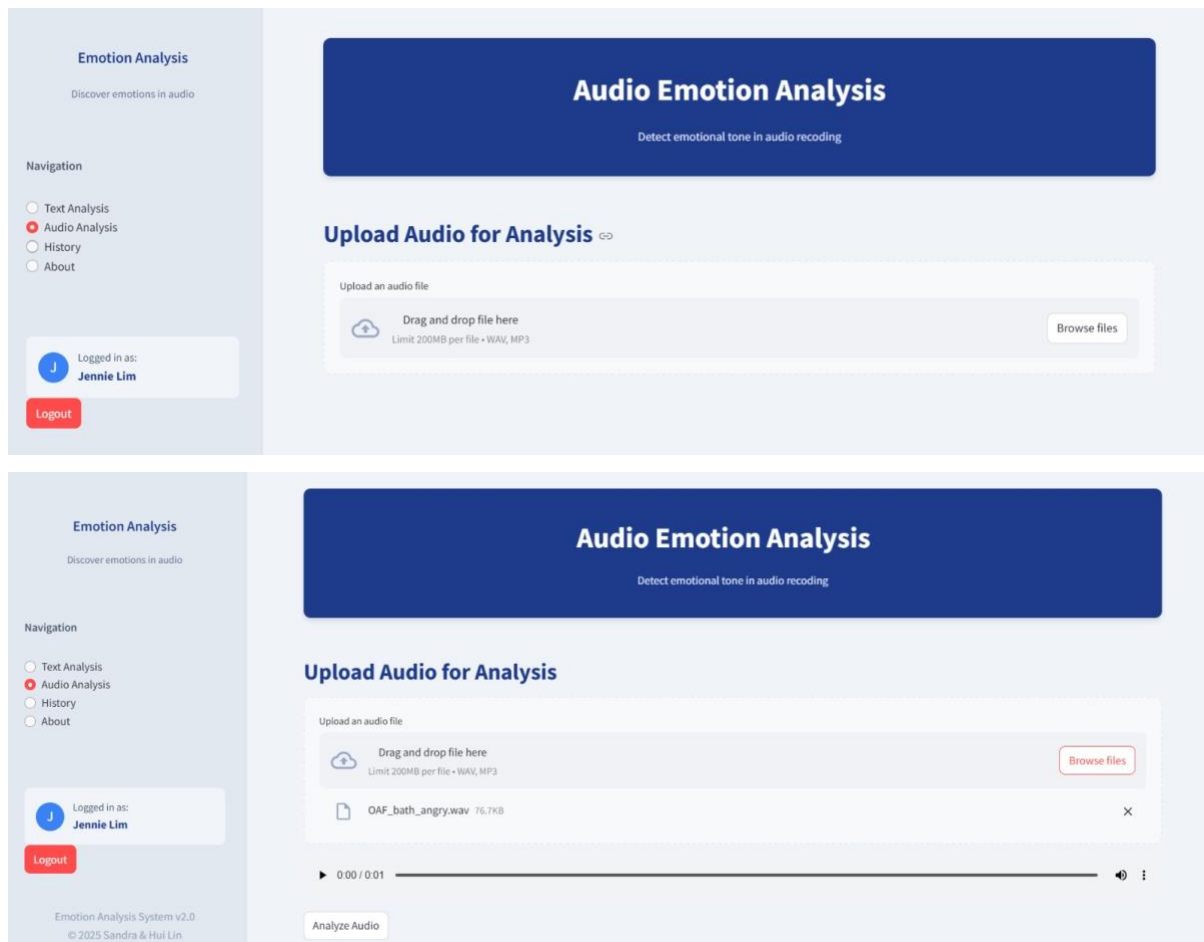 Emotion Analysis
Discover emotions in audio
Navigation
Text Analysis
Audio Analysis
History
About
J
Logged in as:
Jennie Lim
Logout
Audio Emotion Analysis
Detect emotional tone in audio recoding
Upload Audio for Analysis
Upload an audio file
Drag and drop file here
Limit 200MB per file • WAV, MP3
Browse files
Emotion Analysis
Discover emotions in audio
Navigation
Text Analysis
Audio Analysis
History
About
J
Logged in as:
Jennie Lim
Logout
Emotion Analysis System v2.0
© 2025 Sandra & Hui Lin
Audio Emotion Analysis
Detect emotional tone in audio recoding
Upload Audio for Analysis
Upload an audio file
Drag and drop file here
Limit 200MB per file • WAV, MP3
Browse files
OAF_bath_angry.wav 76.7KB
0:00 / 0:01
Analyze Audio